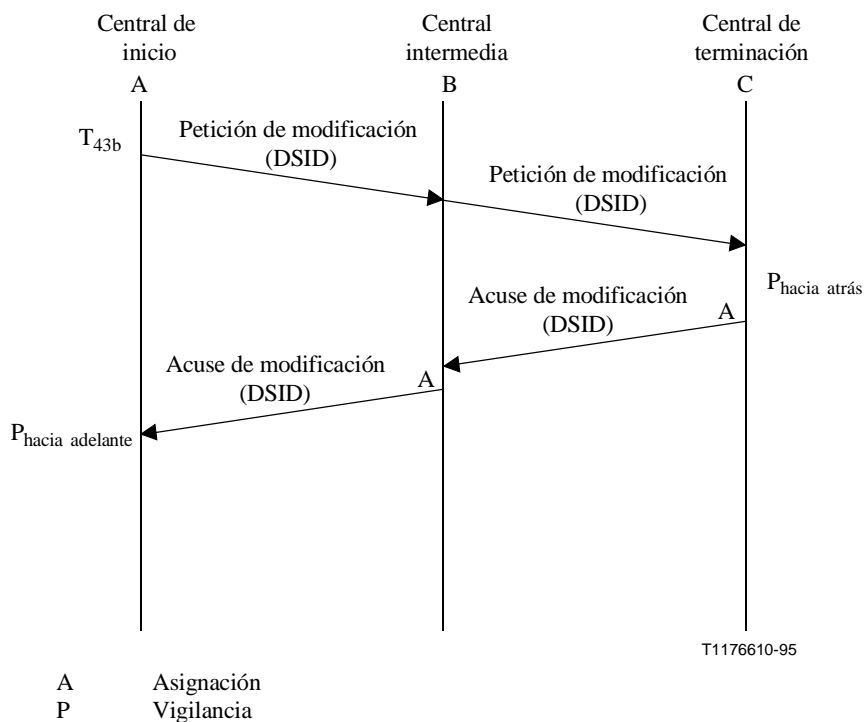 Central de
inicio
Central
intermedia
Central de
terminación
A
B
C
T43b
Petición de modificación
(DSID)
Petición de modificación
(DSID)
Phacia atrás
Acuse de modificación
(DSID)
A
Acuse de modificación
(DSID)
A
Phacia adelante
T1176610-95
A Asignación
P Vigilancia